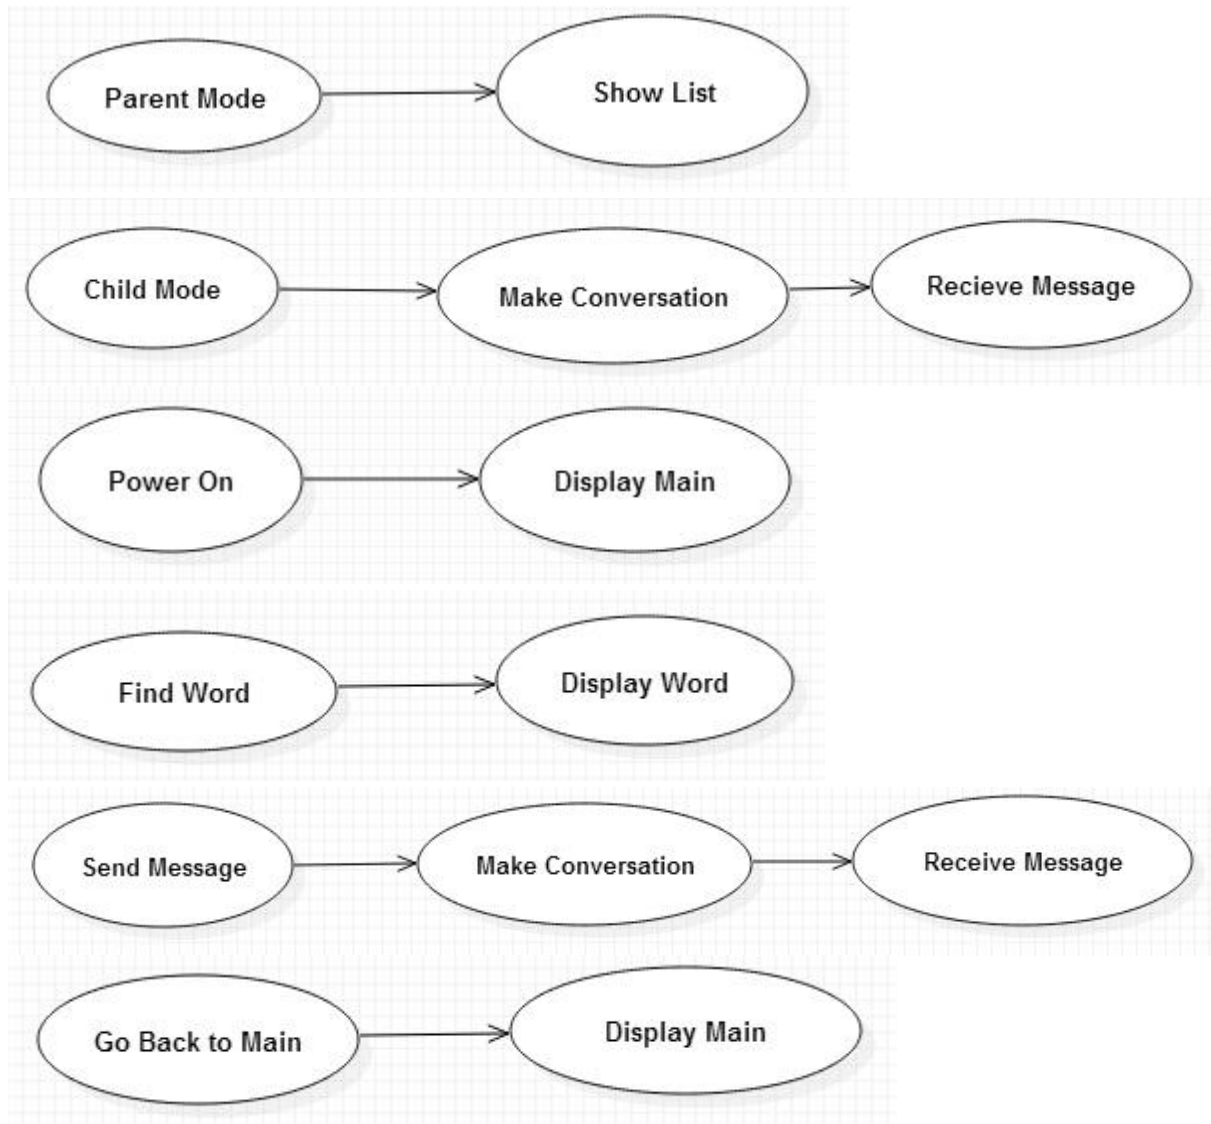 Parent Mode
Show List
Child Mode
Make Conversation
Recieve Message
Power On
Display Main
Find Word
Display Word
Send Message
Make Conversation
Receive Message
Go Back to Main
Display Main